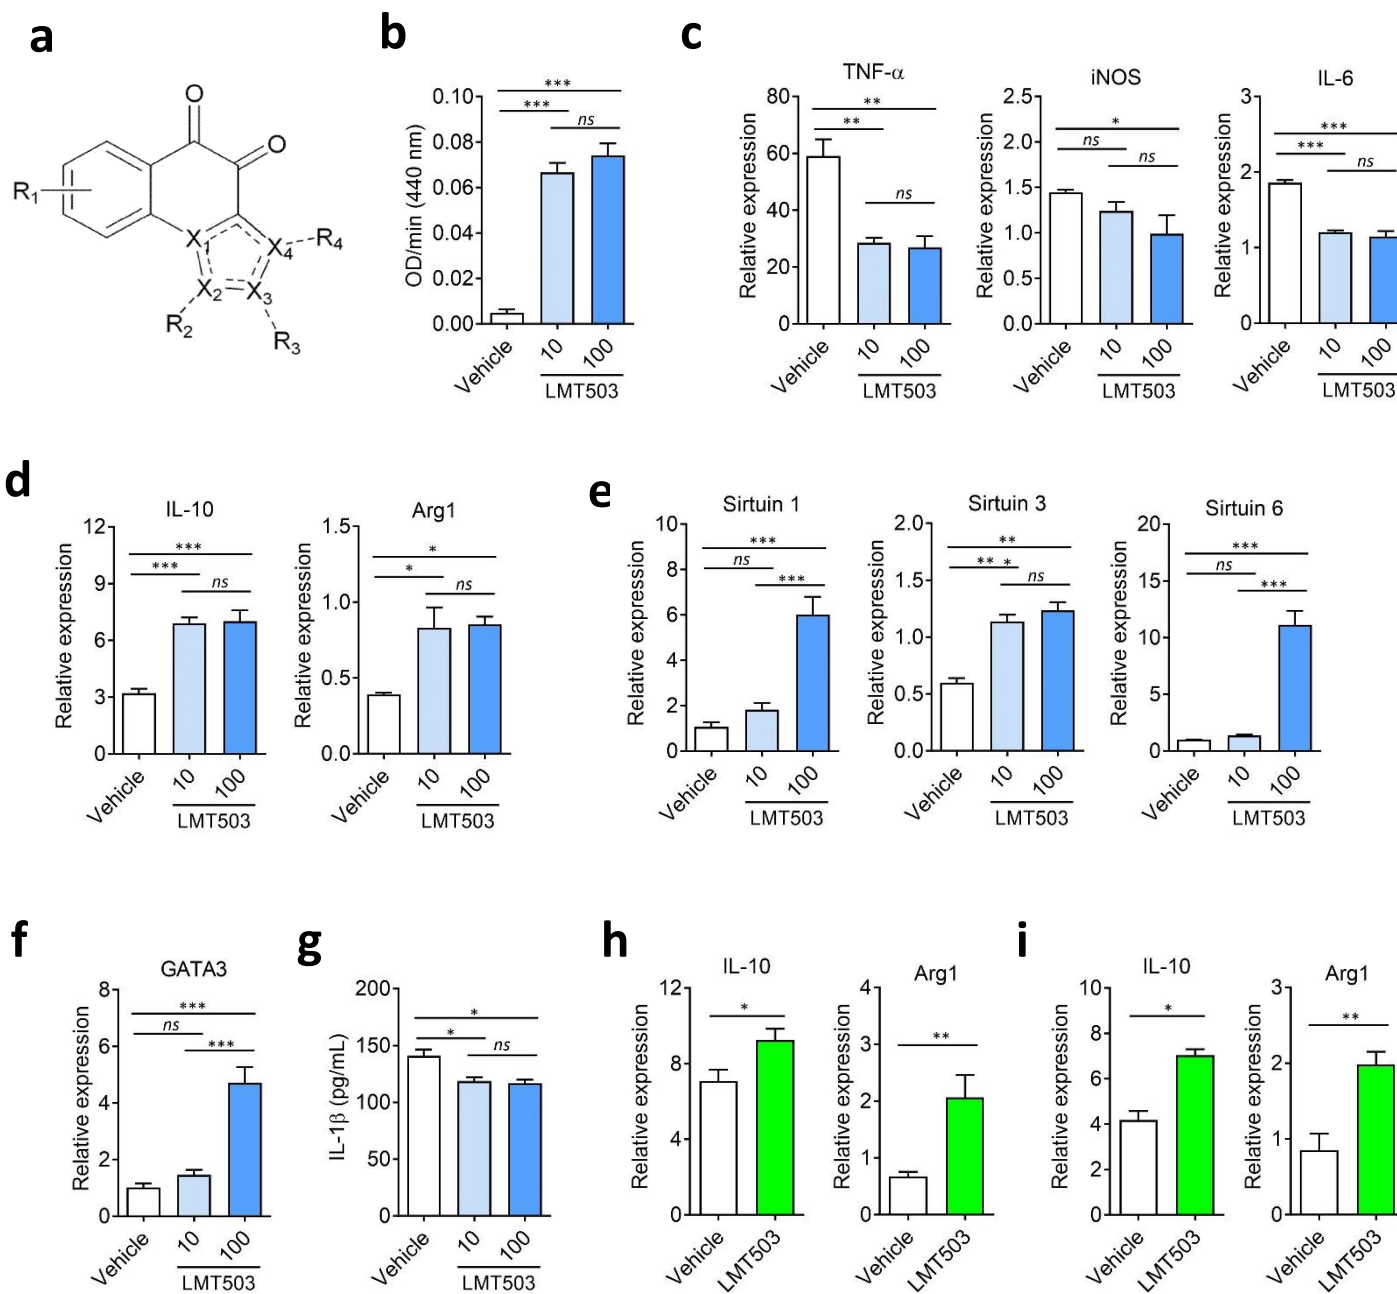 a
O
O
R1
X1
X4
R4
X2
X3
R2
R3
b
***
***
ns
OD/min (440 nm)
0.10
0.08
0.06
0.04
0.02
0.00
Vehicle
10
100
LMT503
c
TNF-α
**
**
ns
Relative expression
80
60
40
20
0
Vehicle
10
100
LMT503
iNOS
*
ns
ns
Relative expression
2.5
2.0
1.5
1.0
0.5
0.0
Vehicle
10
100
LMT503
IL-6
***
***
ns
Relative expression
3
2
1
0
Vehicle
10
100
LMT503
d
IL-10
***
***
ns
Relative expression
12
9
6
3
0
Vehicle
10
100
LMT503
Arg1
*
*
ns
Relative expression
1.5
1.0
0.5
0.0
Vehicle
10
100
LMT503
e
Sirtuin 1
***
ns
***
Relative expression
10
8
6
4
2
0
Vehicle
10
100
LMT503
Sirtuin 3
**
** *
ns
Relative expression
2.0
1.5
1.0
0.5
0.0
Vehicle
10
100
LMT503
Sirtuin 6
***
ns
***
Relative expression
20
15
10
5
0
Vehicle
10
100
LMT503
f
GATA3
***
ns
***
Relative expression
8
6
4
2
0
Vehicle
10
100
LMT503
g
*
*
ns
IL-1β (pg/mL)
200
150
100
50
0
Vehicle
10
100
LMT503
h
IL-10
*
Relative expression
12
8
4
0
Vehicle
LMT503
Arg1
**
Relative expression
4
3
2
1
0
Vehicle
LMT503
i
IL-10
*
Relative expression
10
8
6
4
2
0
Vehicle
LMT503
Arg1
**
Relative expression
3
2
1
0
Vehicle
LMT503